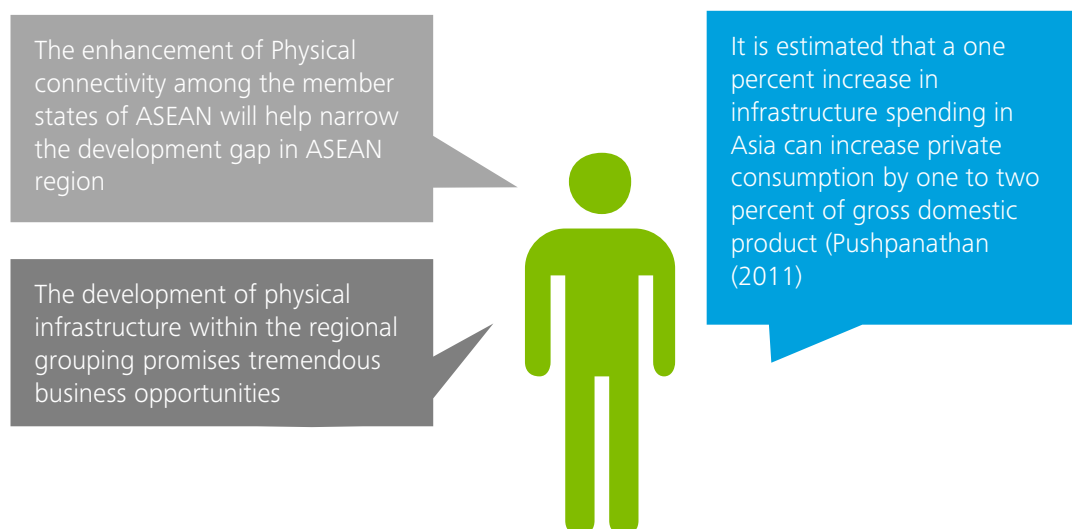 The enhancement of Physical
connectivity among the member
states of ASEAN will help narrow
the development gap in ASEAN
region
The development of physical
infrastructure within the regional
grouping promises tremendous
business opportunities
It is estimated that a one
percent increase in
infrastructure spending in
Asia can increase private
consumption by one to two
percent of gross domestic
product (Pushpanathan
(2011)